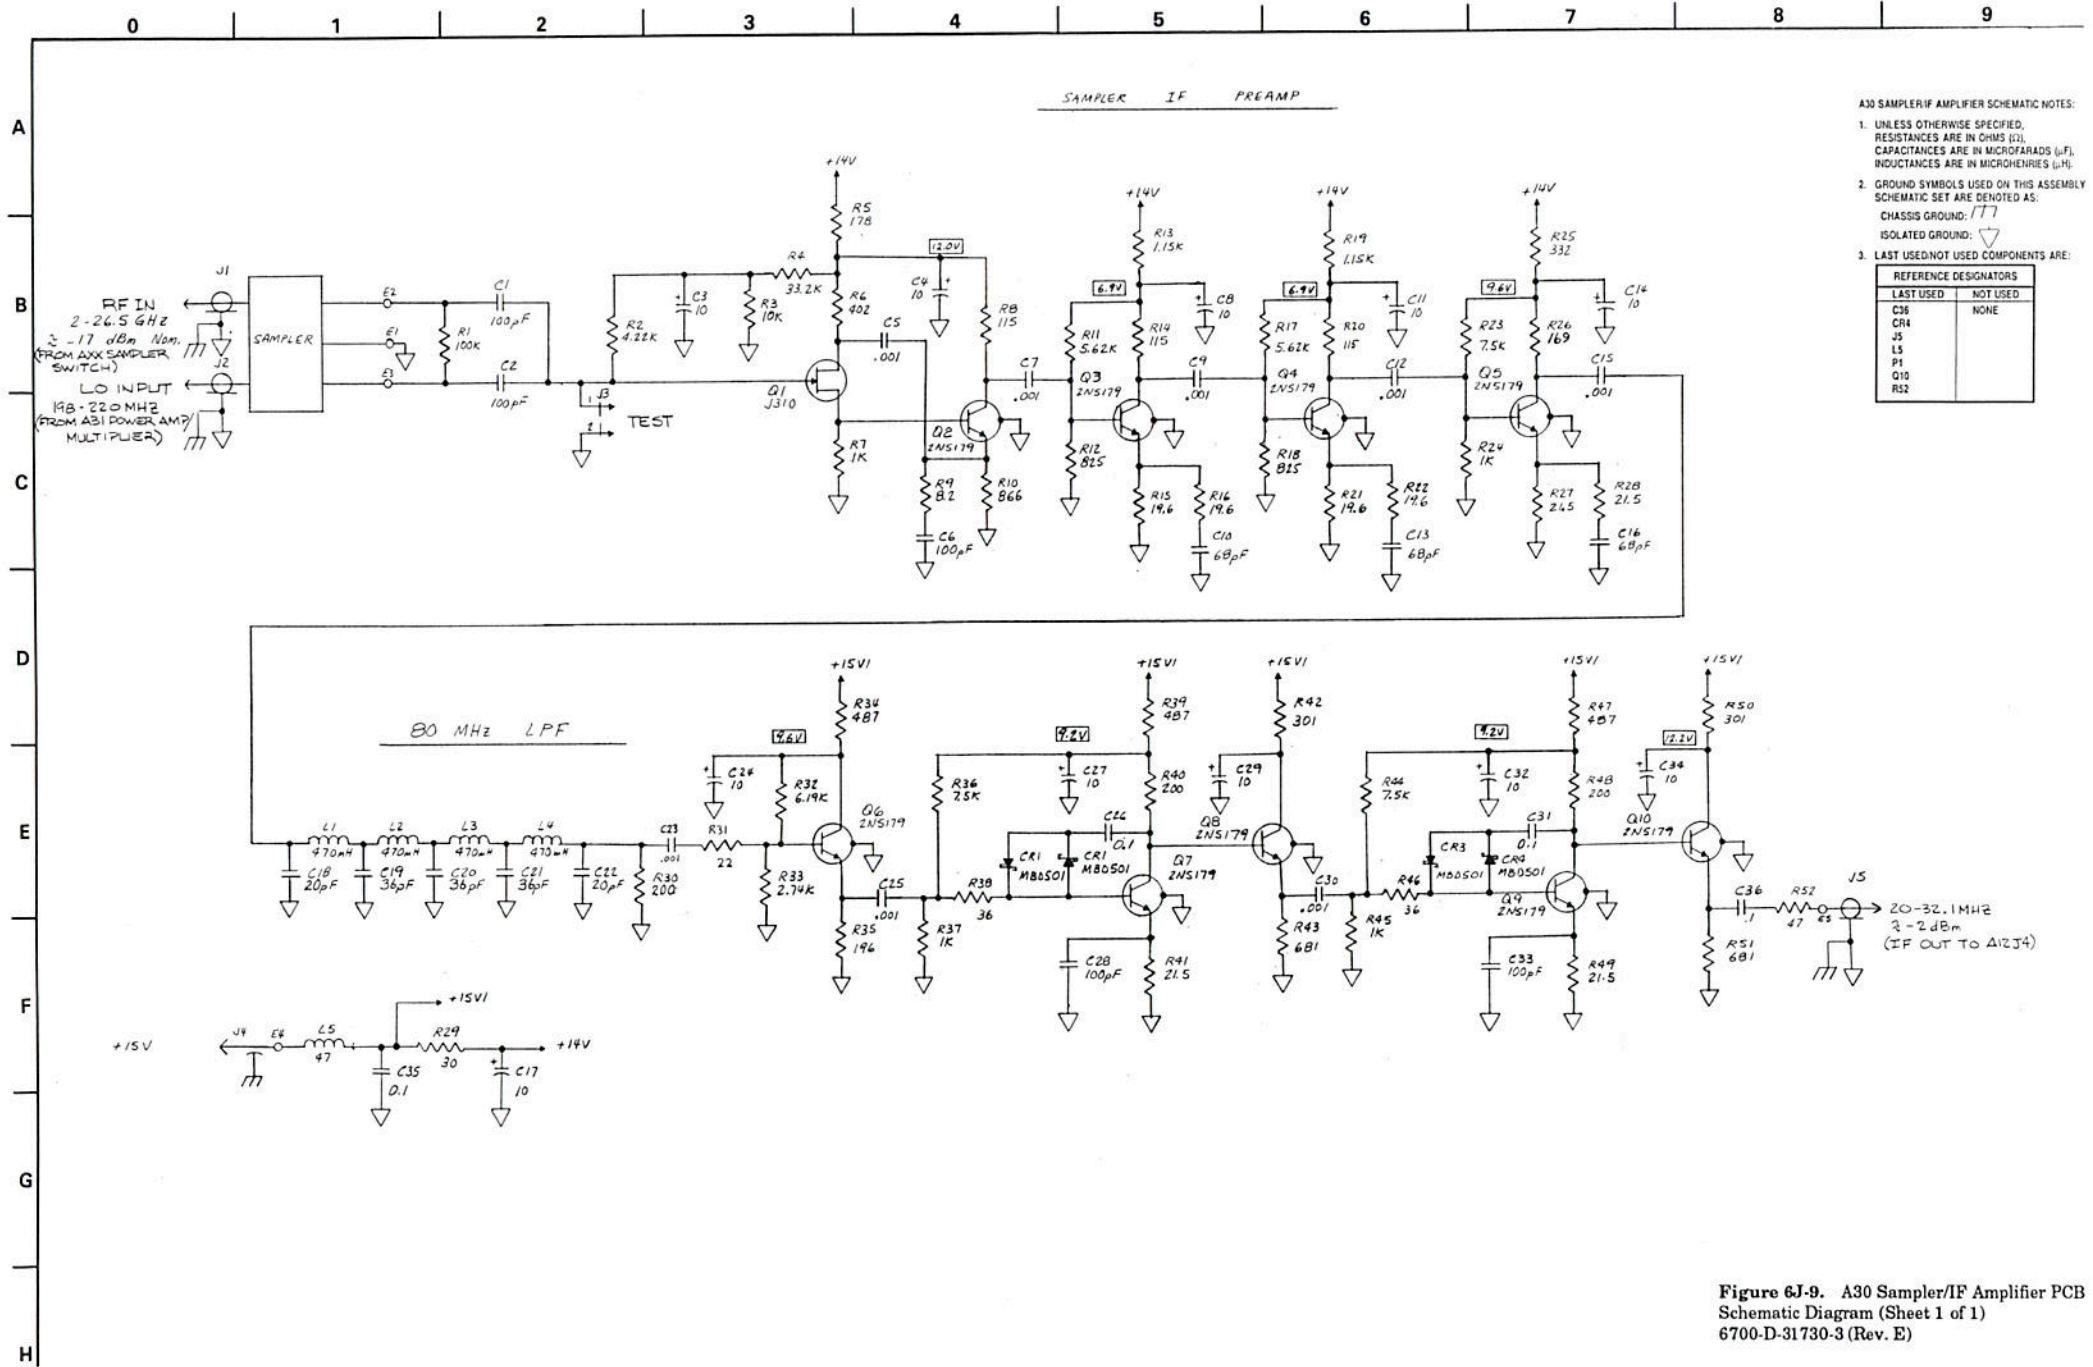 0 1 2 3 4 5 6 7 8 9
A
B
C
D
E
F
G
H
SAMPLER IF PREAMP
A30 SAMPLER/IF AMPLIFIER SCHEMATIC NOTES:
1. UNLESS OTHERWISE SPECIFIED,
RESISTANCES ARE IN OHMS (Ω),
CAPACITANCES ARE IN MICROFARADS (µF),
INDUCTANCES ARE IN MICROHENRIES (µH).
2. GROUND SYMBOLS USED ON THIS ASSEMBLY
SCHEMATIC SET ARE DENOTED AS:
CHASSIS GROUND:
ISOLATED GROUND:
3. LAST USED/NOT USED COMPONENTS ARE:
REFERENCE DESIGNATORS
LAST USED NOT USED
C36 NONE
CR4
J5
L5
P1
Q10
R52
J1
RF IN
2-26.5 GHz
≈ -17 dBm Nom.
(FROM AXX SAMPLER
SWITCH)
J2
LO INPUT
198-220 MHZ
(FROM A31 POWER AMP/
MULTIPLIER)
SAMPLER
E2
E1
E3
R1
100K
C1
100pF
C2
100pF
J3
1
2
TEST
R2
4.22K
C3
10
R3
10K
R4
33.2K
+14V
R5
178
R6
402
Q1
J310
R7
1K
C5
.001
12.0V
C4
10
R8
115
Q2
2N5179
R9
8.2
C6
100pF
R10
866
C7
.001
+14V
R13
1.15K
6.9V
C8
10
R11
5.62K
R14
115
Q3
2N5179
R12
825
R15
19.6
R16
19.6
C10
68pF
C9
.001
+14V
R19
1.15K
6.9V
C11
10
R17
5.62K
R20
115
Q4
2N5179
R18
825
R21
19.6
R22
19.6
C13
68pF
C12
.001
+14V
R25
332
9.6V
C14
10
R23
7.5K
R26
169
Q5
2N5179
R24
1K
R27
R28
21.5
C16
68pF
C15
.001
80 MHz LPF
L1
470nH
L2
470nH
L3
470nH
L4
470nH
C18
20pF
C19
36pF
C20
36pF
C21
36pF
C22
20pF
R30
200
C23
.001
R31
22
+15V1
R34
487
9.6V
C24
10
R32
6.19K
R33
2.74K
Q6
2N5179
R35
196
C25
.001
R36
7.5K
R37
1K
R38
36
+15V1
R39
487
9.2V
C27
10
R40
200
C26
0.1
CR1
MBD501
CR1
MBD501
Q7
2N5179
C28
100pF
R41
21.5
+15V1
R42
301
C29
10
Q8
2N5179
R43
681
C30
.001
R44
7.5K
R45
1K
R46
36
+15V1
R47
487
9.2V
C32
10
R48
200
C31
0.1
CR3
MBD501
CR4
MBD501
Q9
2N5179
C33
100pF
R49
21.5
+15V1
R50
301
12.2V
C34
10
Q10
2N5179
R51
681
C36
.1
R52
47
E5
J5
20-32.1MHZ
≈ -2dBm
(IF OUT TO A12J4)
+15V
J4
E4
L5
47
+15V1
C35
0.1
R29
30
+14V
C17
10
Figure 6J-9. A30 Sampler/IF Amplifier PCB
Schematic Diagram (Sheet 1 of 1)
6700-D-31730-3 (Rev. E)